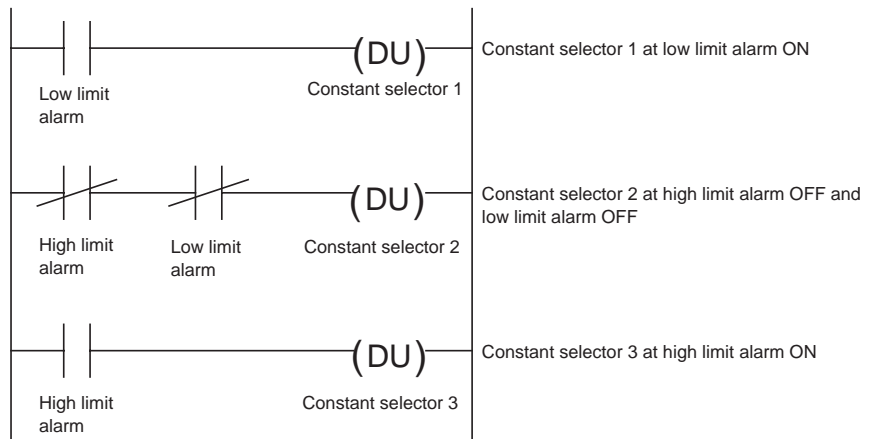 (DU)
Constant selector 1 at low limit alarm ON
Low limit
alarm
Constant selector 1
(DU)
Constant selector 2 at high limit alarm OFF and
low limit alarm OFF
High limit
alarm
Low limit
alarm
Constant selector 2
(DU)
Constant selector 3 at high limit alarm ON
High limit
alarm
Constant selector 3